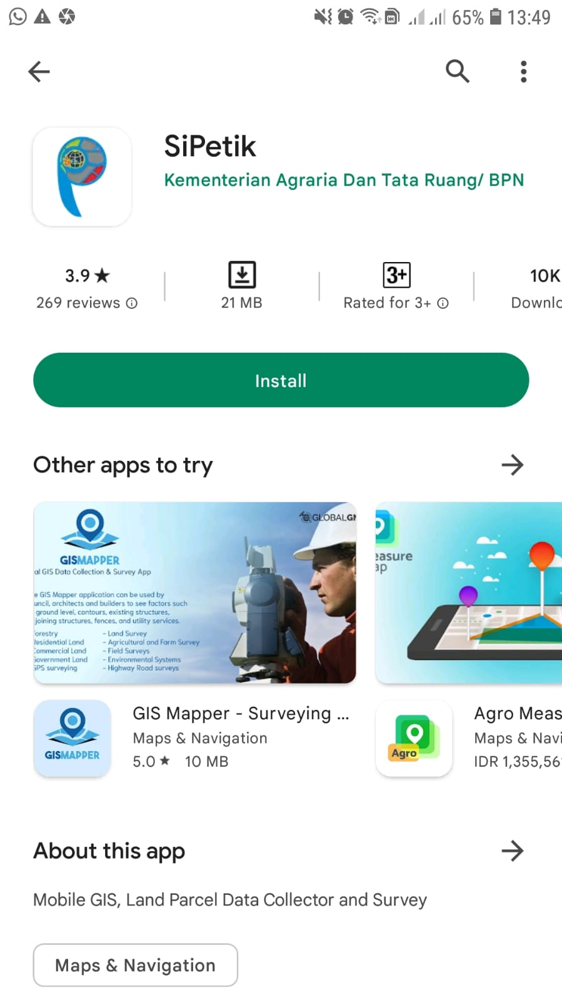 65% 13:49
SiPetik
Kementerian Agraria Dan Tata Ruang/ BPN
3.9 ★
269 reviews
21 MB
3+
Rated for 3+
10K
Downlo
Install
Other apps to try
GISMAPPER
al GIS Data Collection & Survey App
e GIS Mapper application can be used by
uncil, architects and builders to see factors such
ground level, contours, existing structures,
joining structures, fences, and utility services.
orestry
Residential Land
Commercial Land
Government Land
GPS surveying
- Land Survey
- Agricultural and Farm Survey
- Field Surveys
- Environmental Systems
- Highway Road surveys
GLOBALGN
easure
ap
GISMAPPER
GIS Mapper - Surveying ...
Maps & Navigation
5.0 ★ 10 MB
Agro
Agro Meas
Maps & Navi
IDR 1,355,56
About this app
Mobile GIS, Land Parcel Data Collector and Survey
Maps & Navigation